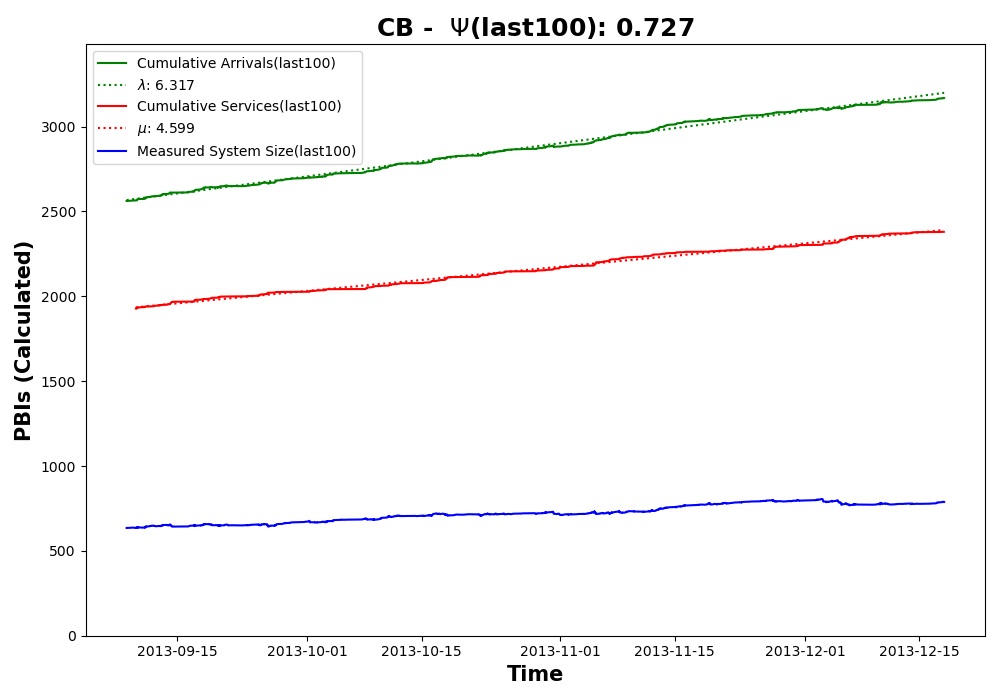 CB -  Ψ(last100): 0.727
Cumulative Arrivals(last100)
λ: 6.317
Cumulative Services(last100)
μ: 4.599
Measured System Size(last100)
PBIs (Calculated)
3000
2500
2000
1500
1000
500
0
2013-09-15 2013-10-01 2013-10-15 2013-11-01 2013-11-15 2013-12-01 2013-12-15
Time